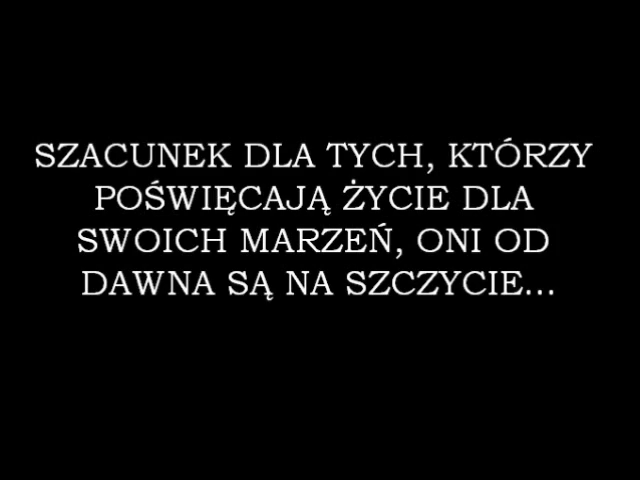 SZACUNEK DLA TYCH, KTÓRZY
POŚWIĘCAJĄ ŻYCIE DLA
SWOICH MARZEŃ, ONI OD
DAWNA SĄ NA SZCZYCIE...